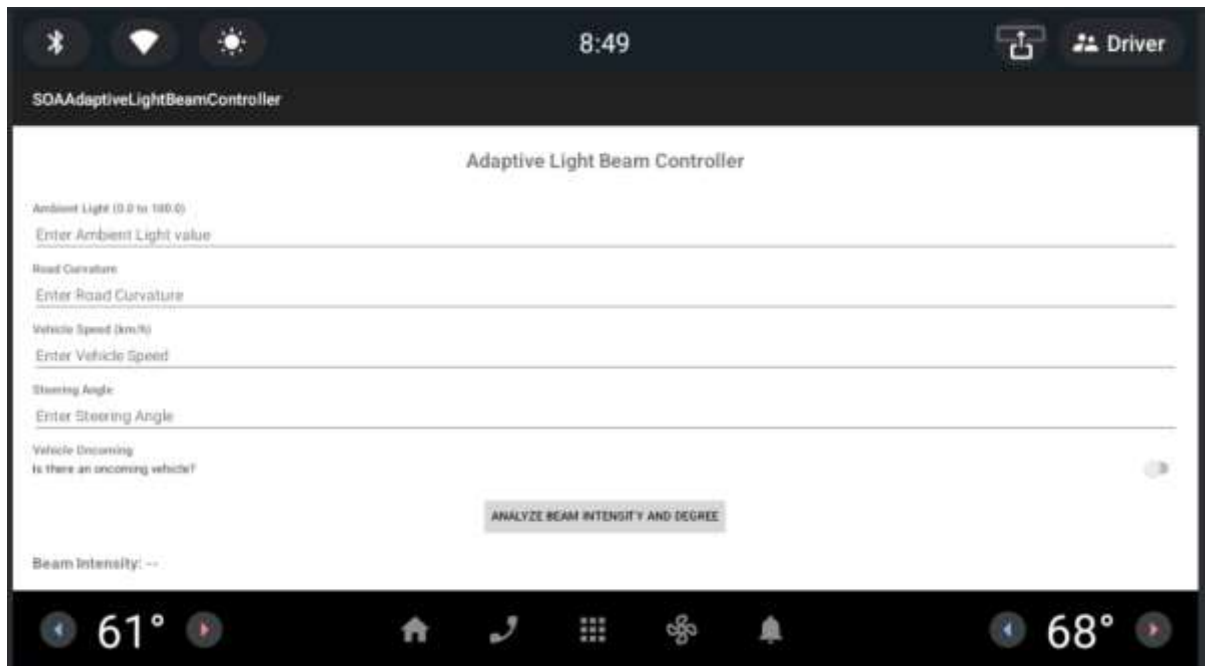 8:49
Driver
SOAAdaptiveLightBeamController
Adaptive Light Beam Controller
Ambient Light (0.0 to 100.0)
Enter Ambient Light value
Road Curvature
Enter Road Curvature
Vehicle Speed (km/h)
Enter Vehicle Speed
Steering Angle
Enter Steering Angle
Vehicle Oncoming
Is there an oncoming vehicle?
ANALYZE BEAM INTENSITY AND DEGREE
Beam Intensity: --
61° 68°